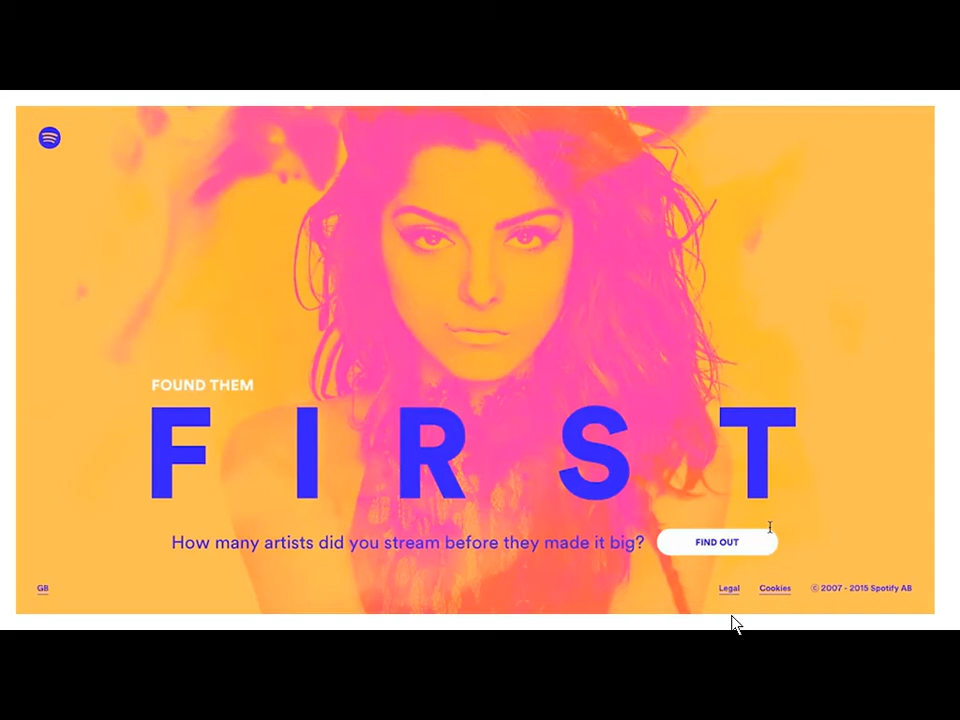 FOUND THEM
FIRST
How many artists did you stream before they made it big?
FIND OUT
GB
Legal
Cookies
© 2007 - 2015 Spotify AB